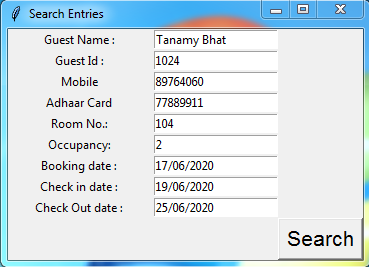 Search Entries
Guest Name : Tanamy Bhat
Guest Id : 1024
Mobile 89764060
Adhaar Card 77889911
Room No.: 104
Occupancy: 2
Booking date : 17/06/2020
Check in date : 19/06/2020
Check Out date : 25/06/2020
Search